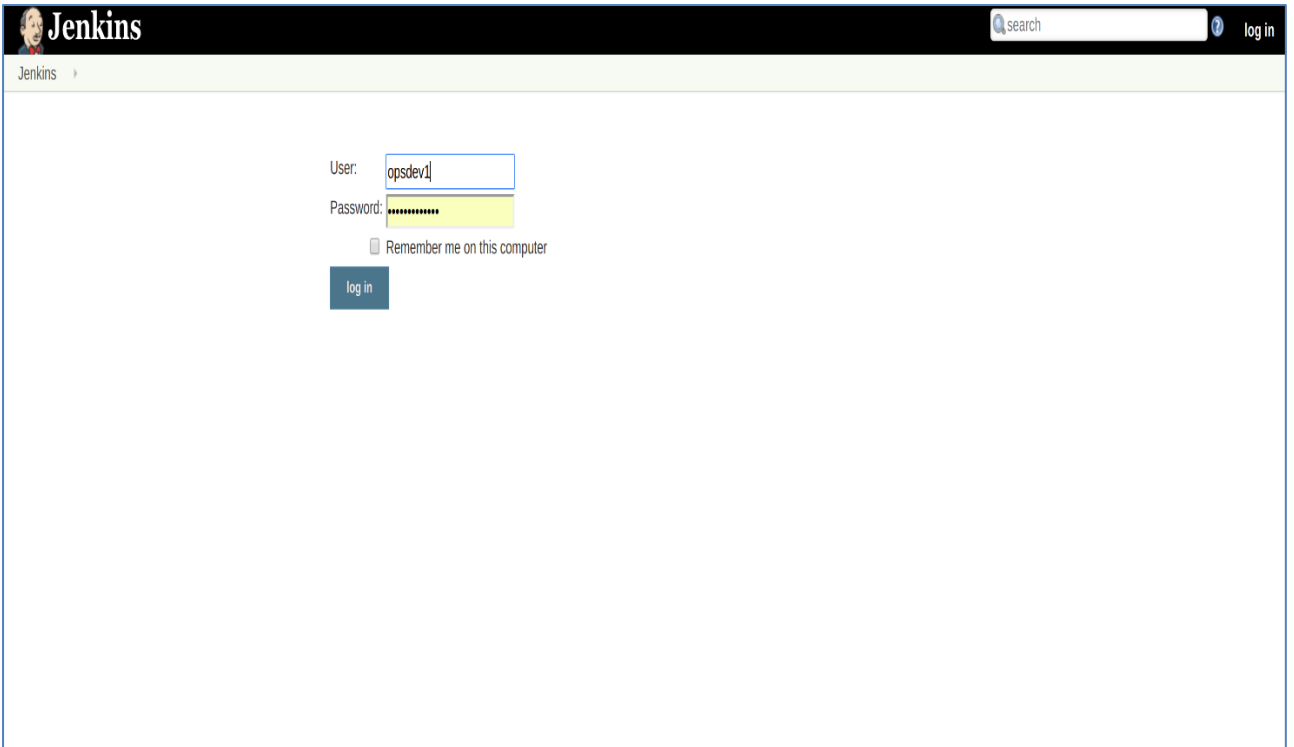 Jenkins
search
log in
Jenkins
User:
opsdev1
Password:
••••••••••••
Remember me on this computer
log in